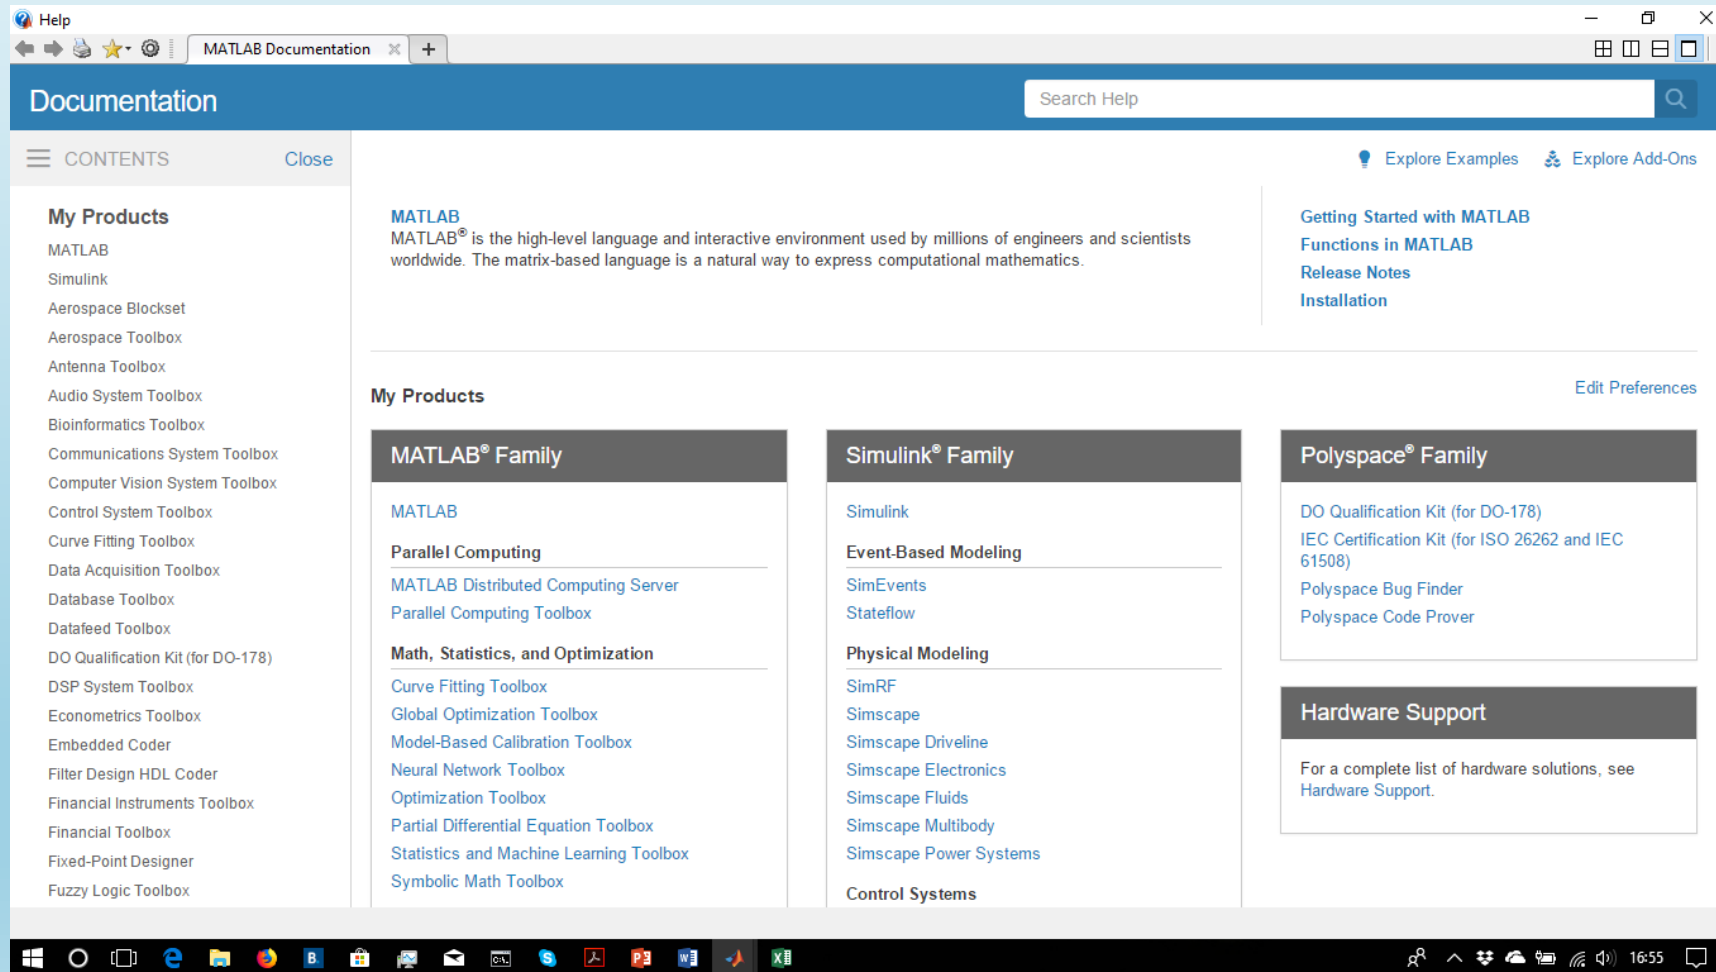 Help
MATLAB Documentation
Documentation
Search Help
CONTENTS
Close
Explore Examples
Explore Add-Ons
My Products
MATLAB
Simulink
Aerospace Blockset
Aerospace Toolbox
Antenna Toolbox
Audio System Toolbox
Bioinformatics Toolbox
Communications System Toolbox
Computer Vision System Toolbox
Control System Toolbox
Curve Fitting Toolbox
Data Acquisition Toolbox
Database Toolbox
Datafeed Toolbox
DO Qualification Kit (for DO-178)
DSP System Toolbox
Econometrics Toolbox
Embedded Coder
Filter Design HDL Coder
Financial Instruments Toolbox
Financial Toolbox
Fixed-Point Designer
Fuzzy Logic Toolbox
MATLAB
MATLAB® is the high-level language and interactive environment used by millions of engineers and scientists
worldwide. The matrix-based language is a natural way to express computational mathematics.
Getting Started with MATLAB
Functions in MATLAB
Release Notes
Installation
My Products
Edit Preferences
MATLAB® Family
MATLAB
Parallel Computing
MATLAB Distributed Computing Server
Parallel Computing Toolbox
Math, Statistics, and Optimization
Curve Fitting Toolbox
Global Optimization Toolbox
Model-Based Calibration Toolbox
Neural Network Toolbox
Optimization Toolbox
Partial Differential Equation Toolbox
Statistics and Machine Learning Toolbox
Symbolic Math Toolbox
Simulink® Family
Simulink
Event-Based Modeling
SimEvents
Stateflow
Physical Modeling
SimRF
Simscape
Simscape Driveline
Simscape Electronics
Simscape Fluids
Simscape Multibody
Simscape Power Systems
Control Systems
Polyspace® Family
DO Qualification Kit (for DO-178)
IEC Certification Kit (for ISO 26262 and IEC
61508)
Polyspace Bug Finder
Polyspace Code Prover
Hardware Support
For a complete list of hardware solutions, see
Hardware Support.
B.
16:55